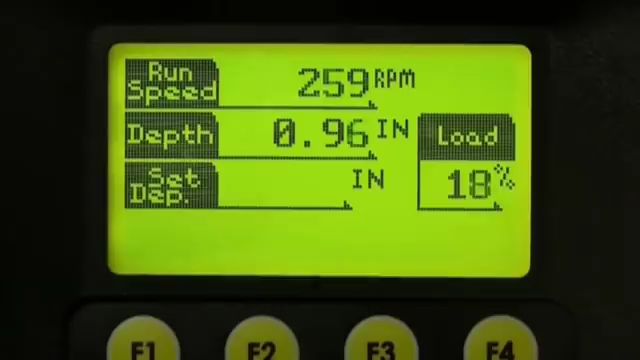 Run
Speed 259 RPM
Depth 0.96 IN
Load
Set
Dep. IN
18%
F1 F2 F3 F4